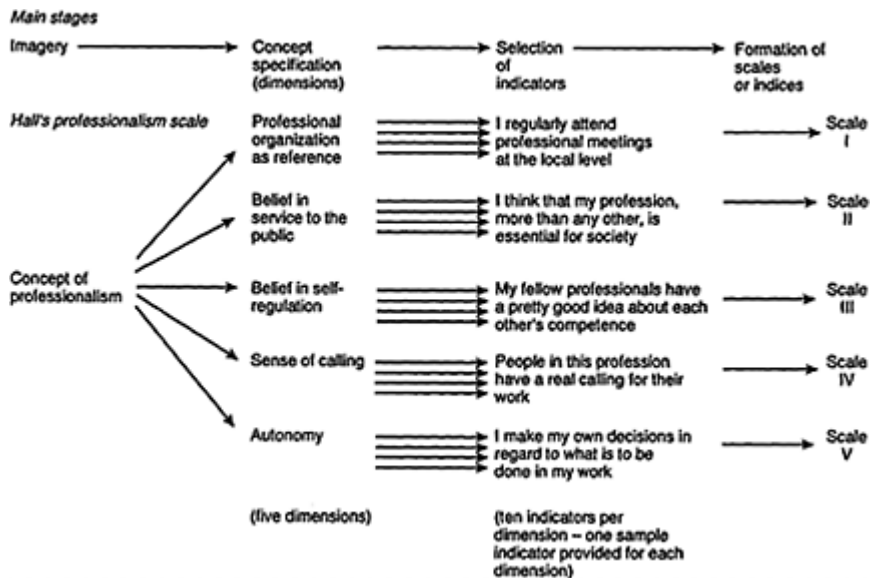 Main stages
Imagery
Concept
specification
(dimensions)
Selection
of
indicators
Formation of
scales
or indices
Hall's professionalism scale
Concept of
professionalism
Professional
organization
as reference
I regularly attend
professional meetings
at the local level
Scale
I
Belief in
service to the
public
I think that my profession,
more than any other, is
essential for society
Scale
II
Belief in self-
regulation
My fellow professionals have
a pretty good idea about each
other's competence
Scale
III
Sense of calling
People in this profession
have a real calling for their
work
Scale
IV
Autonomy
I make my own decisions in
regard to what is to be
done in my work
Scale
V
(five dimensions)
(ten indicators per
dimension – one sample
indicator provided for each
dimension)